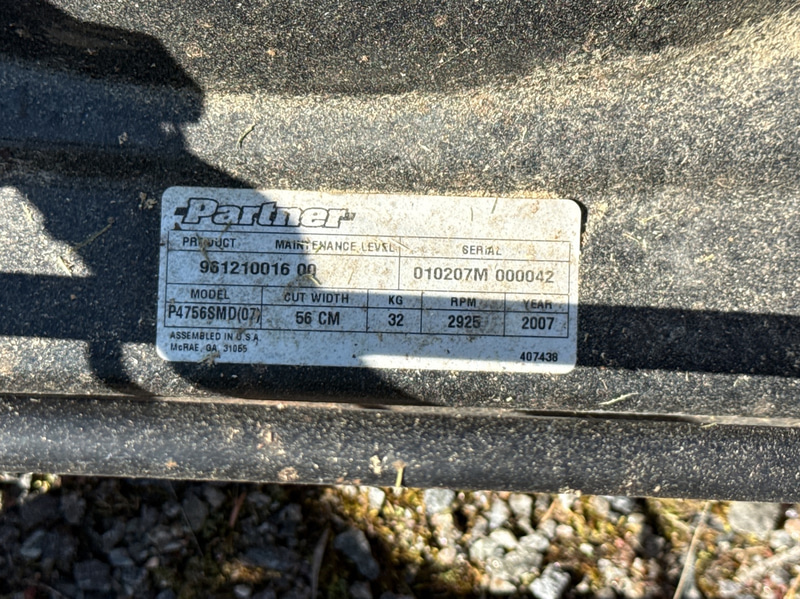 Partner
PRODUCT MAINTENANCE LEVEL SERIAL
961210016 00 010207M 000042
MODEL CUT WIDTH KG RPM YEAR
P4756SMD(07) 56 CM 32 2925 2007
ASSEMBLED IN U.S.A.
McRAE, GA. 31055 407438